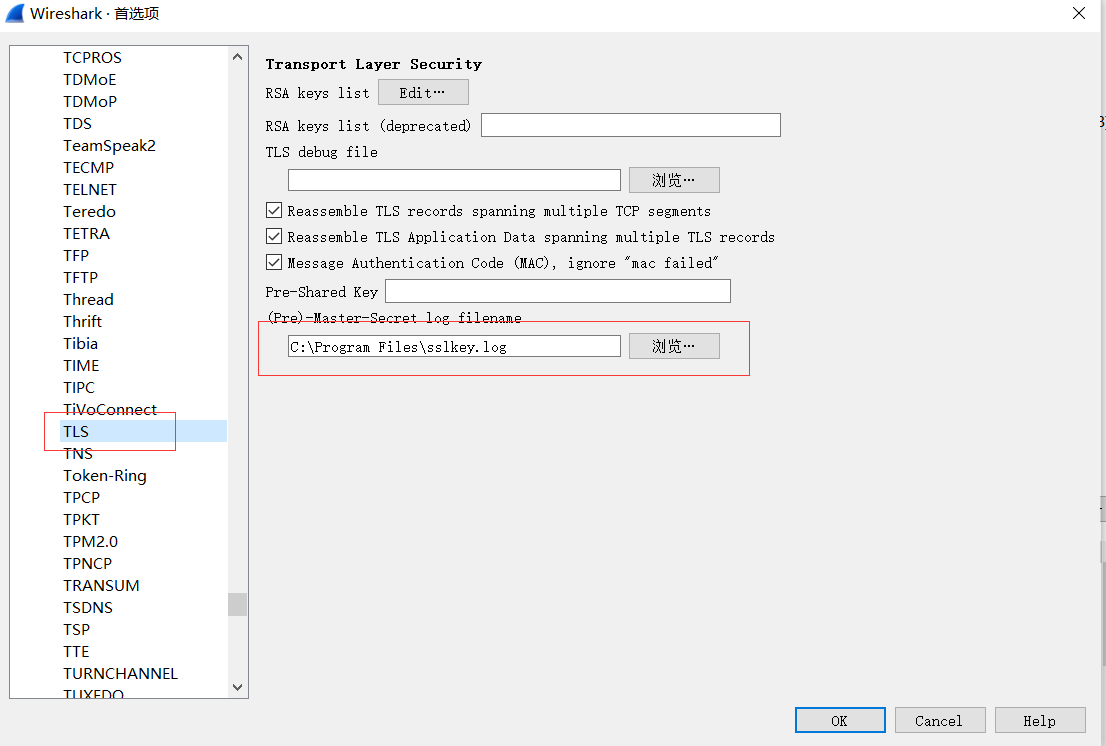 Wireshark · 首选项
TCPROS
TDMoE
TDMoP
TDS
TeamSpeak2
TECMP
TELNET
Teredo
TETRA
TFP
TFTP
Thread
Thrift
Tibia
TIME
TIPC
TiVoConnect
TLS
TNS
Token-Ring
TPCP
TPKT
TPM2.0
TPNCP
TRANSUM
TSDNS
TSP
TTE
TURNCHANNEL
TUXEDO
Transport Layer Security
RSA keys list Edit…
RSA keys list (deprecated)
TLS debug file
浏览…
Reassemble TLS records spanning multiple TCP segments
Reassemble TLS Application Data spanning multiple TLS records
Message Authentication Code (MAC), ignore "mac failed"
Pre-Shared Key
(Pre)-Master-Secret log filename
C:\Program Files\sslkey.log 浏览…
OK Cancel Help